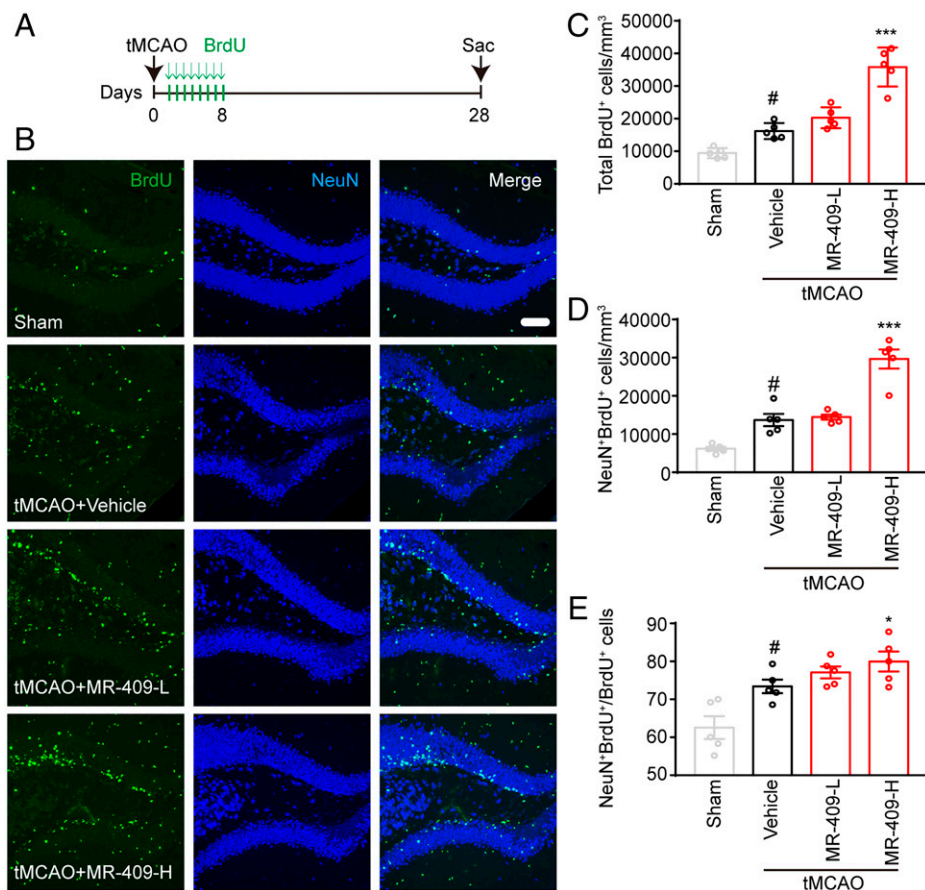 A
tMCAO
BrdU
Sac
Days
0
8
28
B
BrdU
NeuN
Merge
Sham
tMCAO+Vehicle
tMCAO+MR-409-L
tMCAO+MR-409-H
C
Total BrdU⁺ cells/mm³
50000
40000
30000
20000
10000
0
#
***
Sham
Vehicle
MR-409-L
MR-409-H
tMCAO
D
NeuN⁺BrdU⁺ cells/mm³
40000
30000
20000
10000
0
#
***
Sham
Vehicle
MR-409-L
MR-409-H
tMCAO
E
NeuN⁺BrdU⁺/BrdU⁺ cells
90
80
70
60
50
#
*
Sham
Vehicle
MR-409-L
MR-409-H
tMCAO